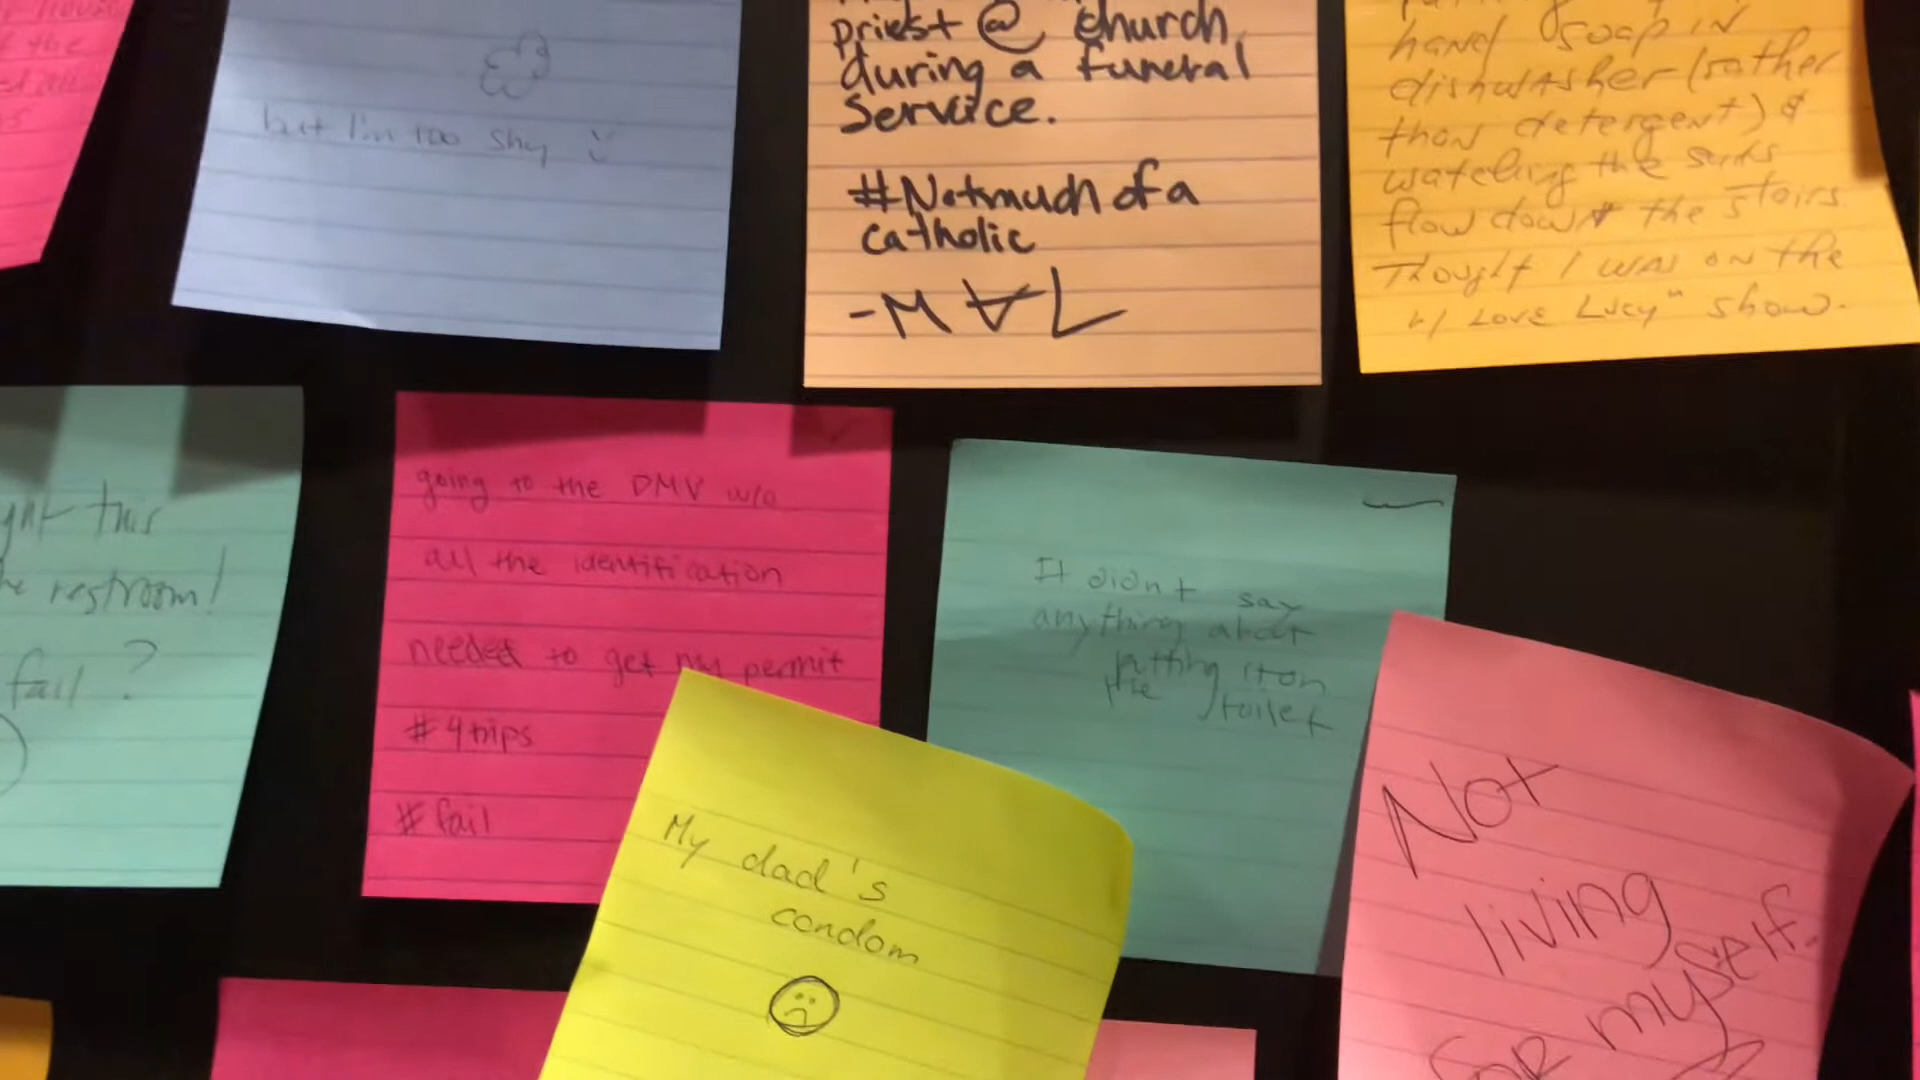 the
but I'm too shy
priest @ church
during a funeral
Service.
#Notmuch of a
catholic
hand soap in
dishwasher (rather
than detergent) &
watching the suds
flow down the stairs.
Thought I was on the
"I Love Lucy" show.
this
restroom!
fail ?
going to the DMV w/o
all the identification
needed to get my permit
#4trips
#fail
It didn't say
anything about
putting it on
the toilet
My dad's
condom
Not
living
for myself.